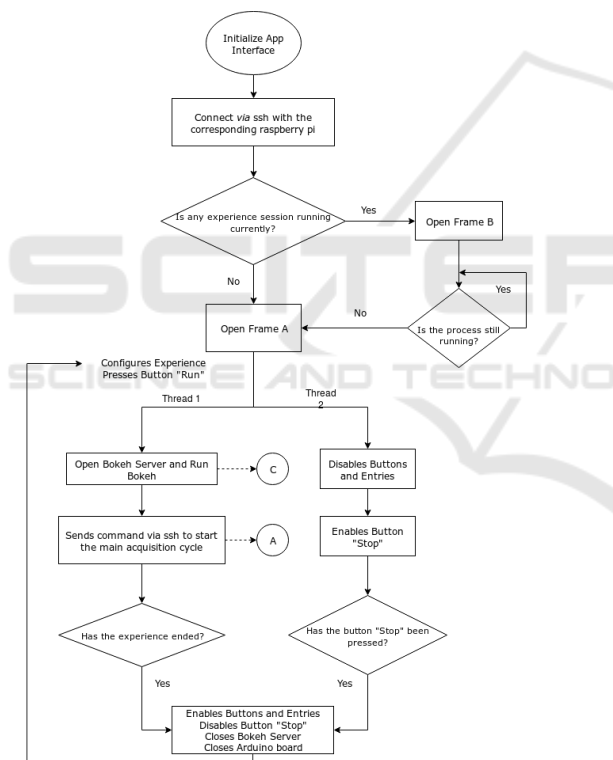 Initialize App
Interface
Connect via ssh with the
corresponding raspberry pi
Is any experience session running
currently?
Yes
Open Frame B
No
Yes
Open Frame A
No
Is the process still
running?
Configures Experience
Presses Button "Run"
Thread 1
Thread
2
Open Bokeh Server and Run
Bokeh
C
Disables Buttons
and Entries
Sends command via ssh to start
the main acquisition cycle
A
Enables Button
"Stop"
Has the experience ended?
Has the button "Stop" been
pressed?
Yes
Yes
Enables Buttons and Entries
Disables Button "Stop"
Closes Bokeh Server
Closes Arduino board
SCITEP
SCIENCE AND TECHNO